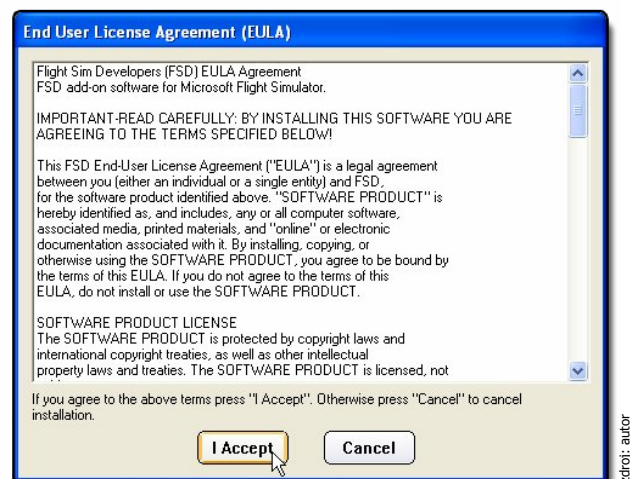 End User License Agreement (EULA)
Flight Sim Developers (FSD) EULA Agreement
FSD add-on software for Microsoft Flight Simulator.
IMPORTANT-READ CAREFULLY: BY INSTALLING THIS SOFTWARE YOU ARE
AGREEING TO THE TERMS SPECIFIED BELOW!
This FSD End-User License Agreement ("EULA") is a legal agreement
between you (either an individual or a single entity) and FSD,
for the software product identified above. "SOFTWARE PRODUCT" is
hereby identified as, and includes, any or all computer software,
associated media, printed materials, and "online" or electronic
documentation associated with it. By installing, copying, or
otherwise using the SOFTWARE PRODUCT, you agree to be bound by
the terms of this EULA. If you do not agree to the terms of this
EULA, do not install or use the SOFTWARE PRODUCT.
SOFTWARE PRODUCT LICENSE
The SOFTWARE PRODUCT is protected by copyright laws and
international copyright treaties, as well as other intellectual
property laws and treaties. The SOFTWARE PRODUCT is licensed, not
If you agree to the above terms press "I Accept". Otherwise press "Cancel" to cancel
installation.
I Accept
Cancel
zdroj: autor